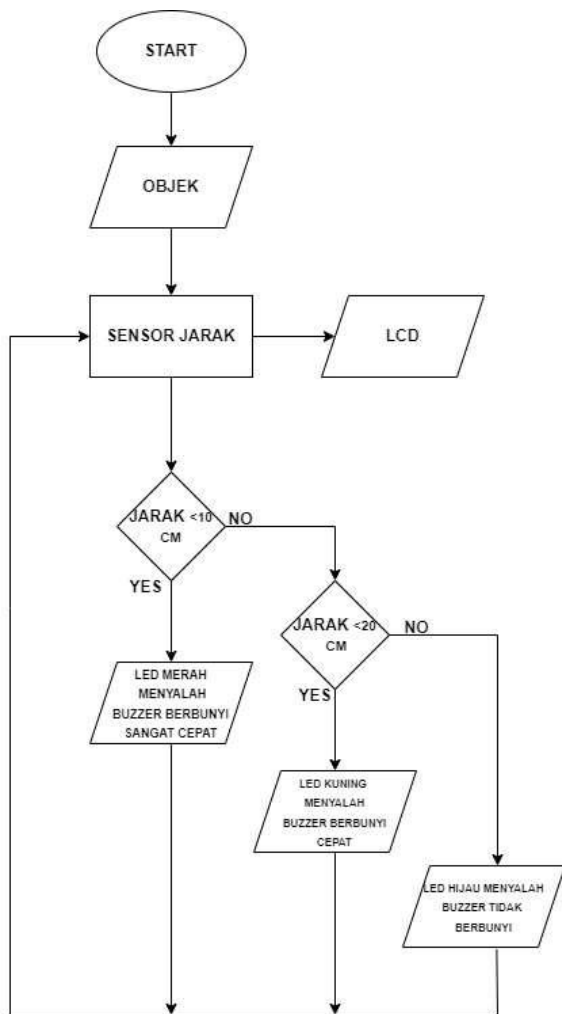 START
OBJEK
SENSOR JARAK
LCD
JARAK <10
CM
NO
YES
JARAK <20
CM
NO
YES
LED MERAH
MENYALAH
BUZZER BERBUNYI
SANGAT CEPAT
LED KUNING
MENYALAH
BUZZER BERBUNYI
CEPAT
LED HIJAU MENYALAH
BUZZER TIDAK
BERBUNYI